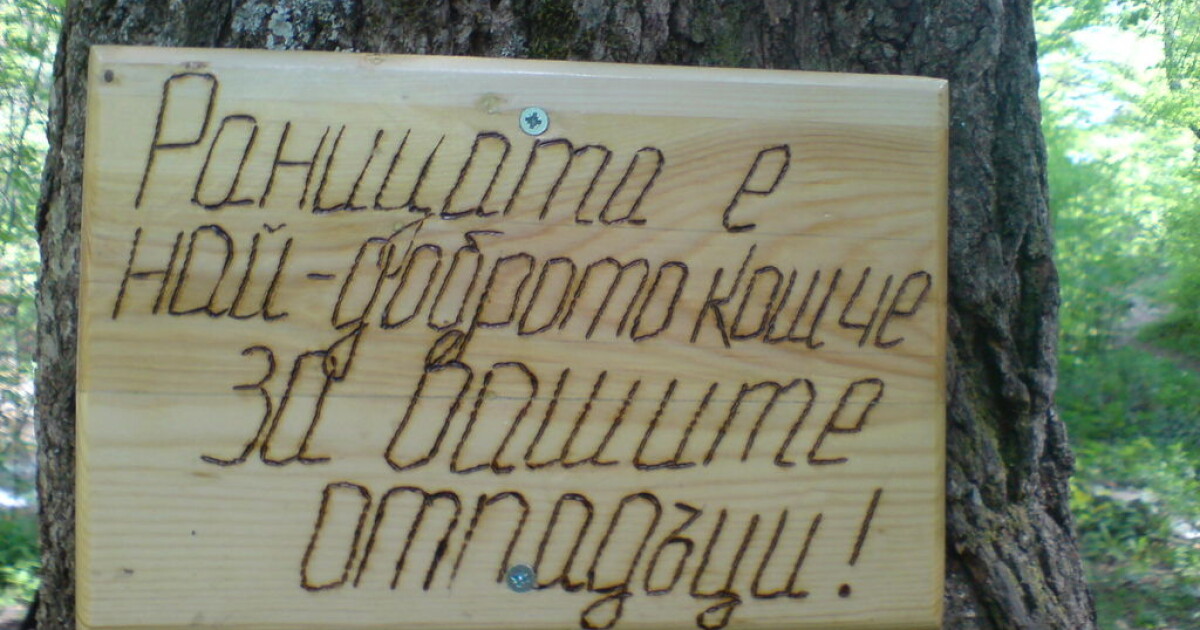 Раницата е
най-доброто кошче
за вашите
отпадъци!